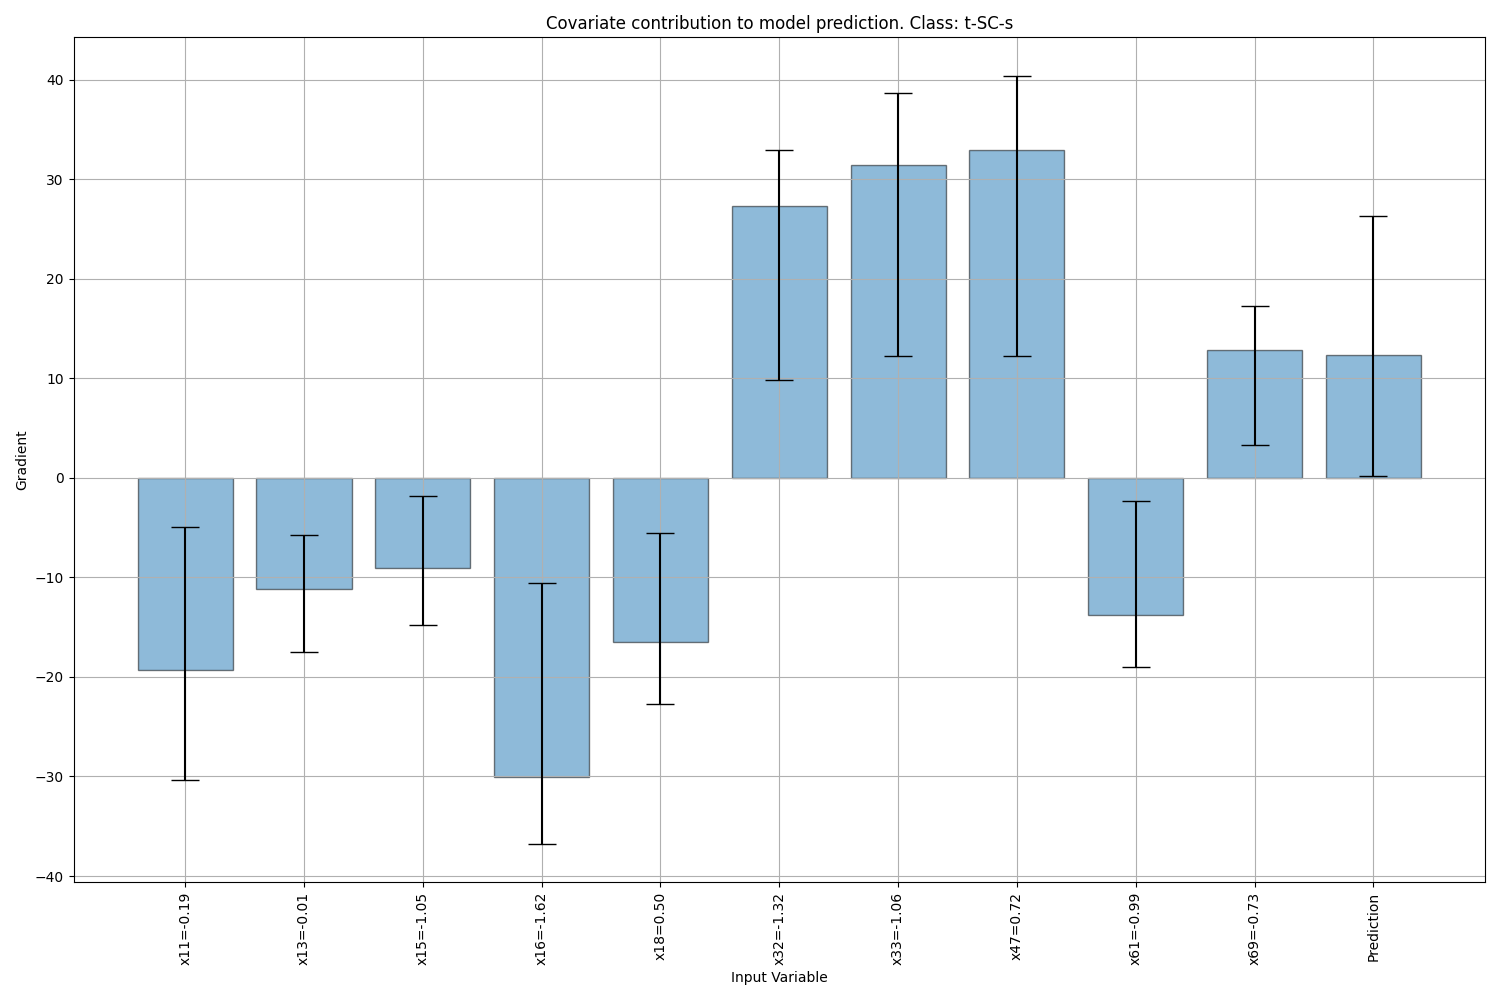 Covariate contribution to model prediction. Class: t-SC-s
Gradient
40
30
20
10
0
−10
−20
−30
−40
x11=-0.19
x13=-0.01
x15=-1.05
x16=-1.62
x18=0.50
x32=-1.32
x33=-1.06
x47=0.72
x61=-0.99
x69=-0.73
Prediction
Input Variable